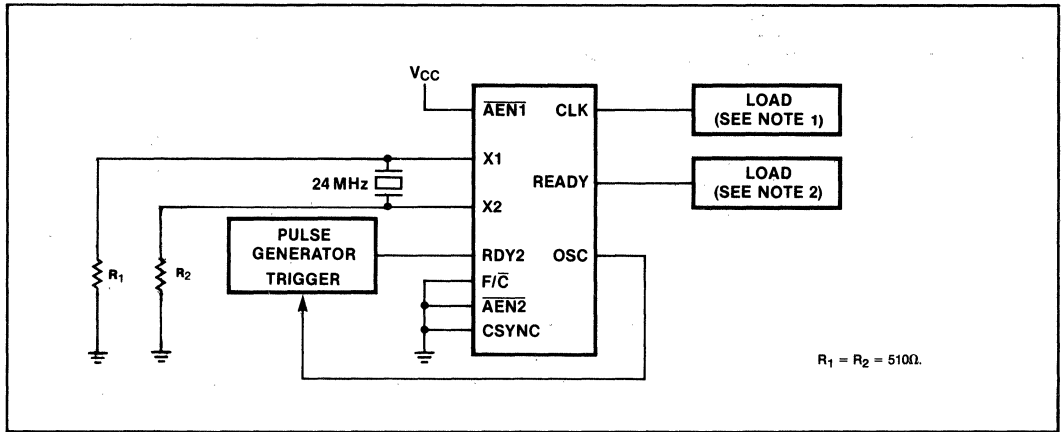 VCC
AEN1 CLK
X1
24 MHz
X2
READY
LOAD
(SEE NOTE 1)
LOAD
(SEE NOTE 2)
PULSE
GENERATOR
TRIGGER
RDY2 OSC
F/C
AEN2
CSYNC
R1
R2
R1 = R2 = 510Ω.